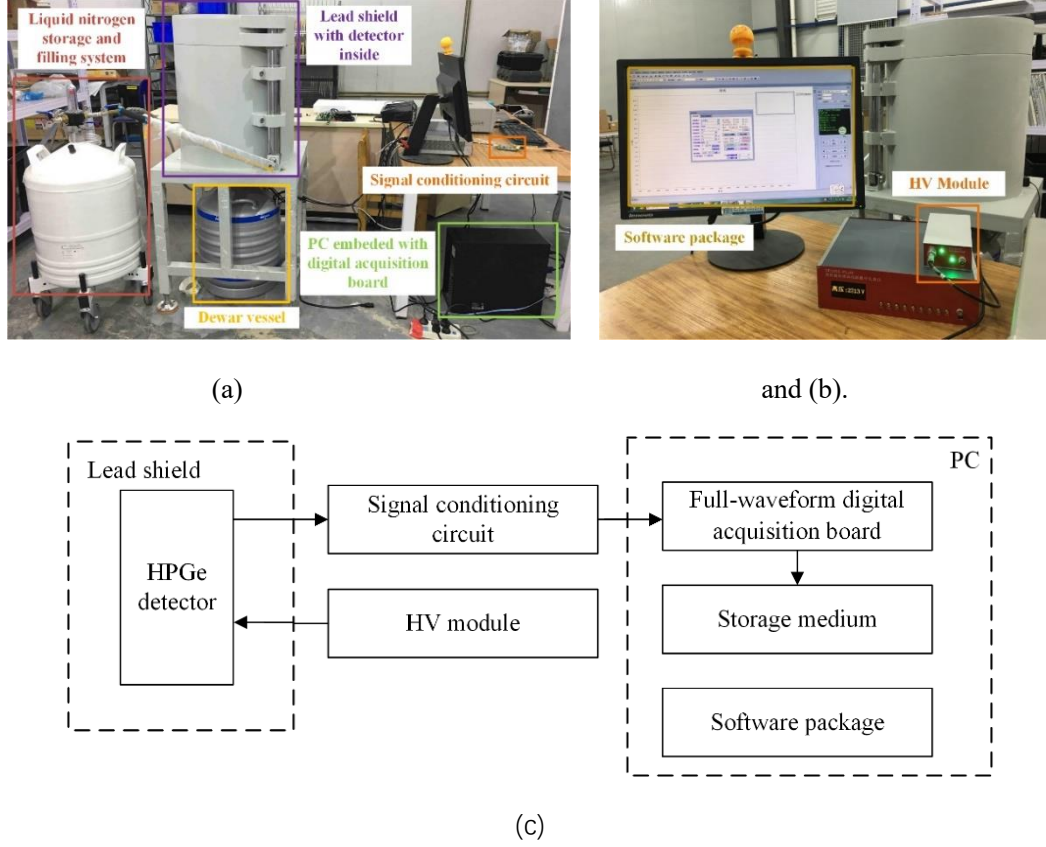 Liquid nitrogen
storage and
filling system
Lead shield
with detector
inside
Signal conditioning circuit
PC embeded with
digital acquisition
board
Dewar vessel
Software package
HV Module
(a)
and (b).
Lead shield
HPGe
detector
Signal conditioning
circuit
HV module
PC
Full-waveform digital
acquisition board
Storage medium
Software package
(c)